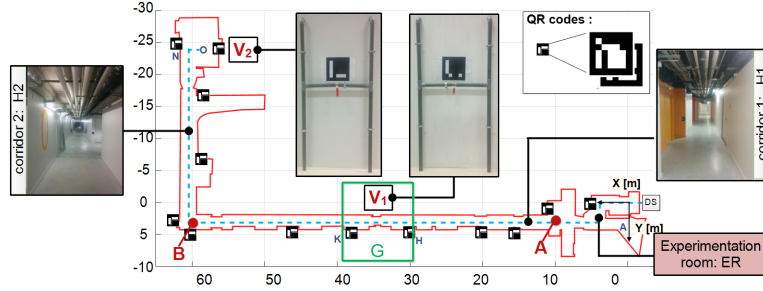 -30
-25
-20
-15
-10
-5
0
5
-10
60
50
40
30
20
10
0
N
O
V2
V1
QR codes :
corridor 2: H2
corridor 1: H1
X [m]
DS
A
Y [m]
B
K
G
H
A
Experimentation
room: ER